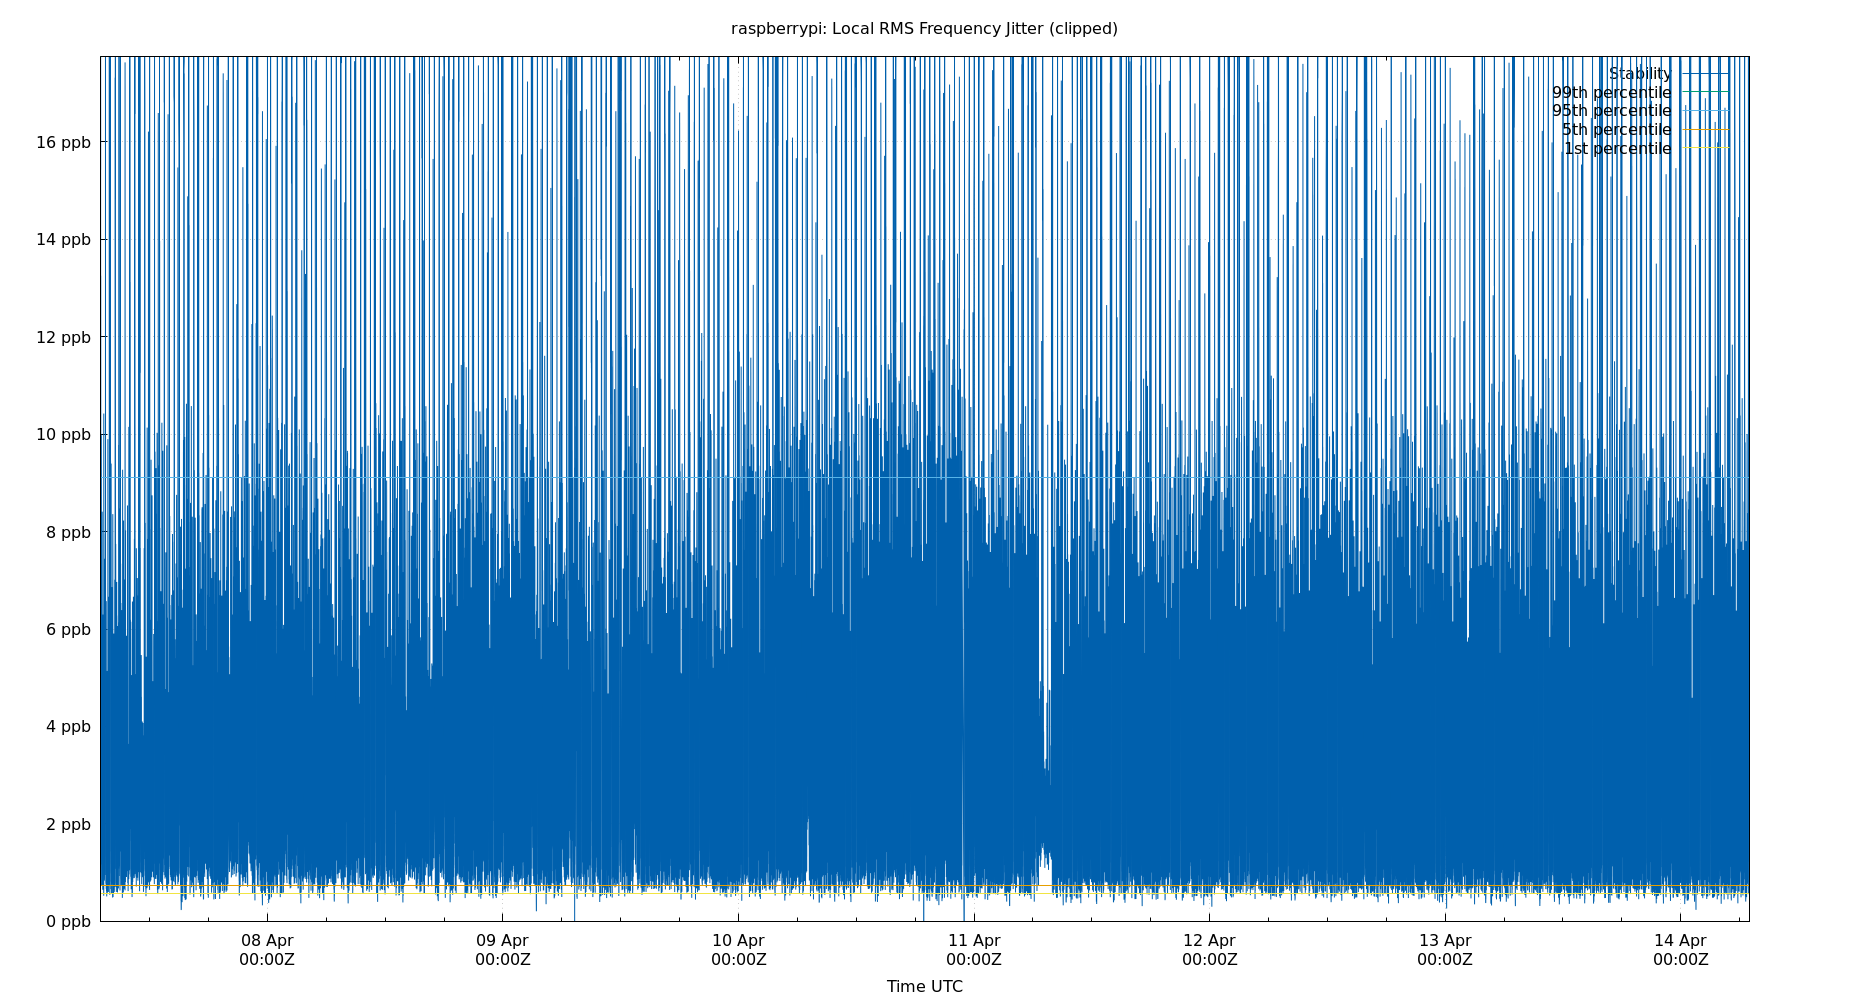 raspberrypi: Local RMS Frequency Jitter (clipped)
Stability
99th percentile
95th percentile
5th percentile
1st percentile
16 ppb
14 ppb
12 ppb
10 ppb
8 ppb
6 ppb
4 ppb
2 ppb
0 ppb
08 Apr 09 Apr 10 Apr 11 Apr 12 Apr 13 Apr 14 Apr
00:00Z 00:00Z 00:00Z 00:00Z 00:00Z 00:00Z 00:00Z
Time UTC